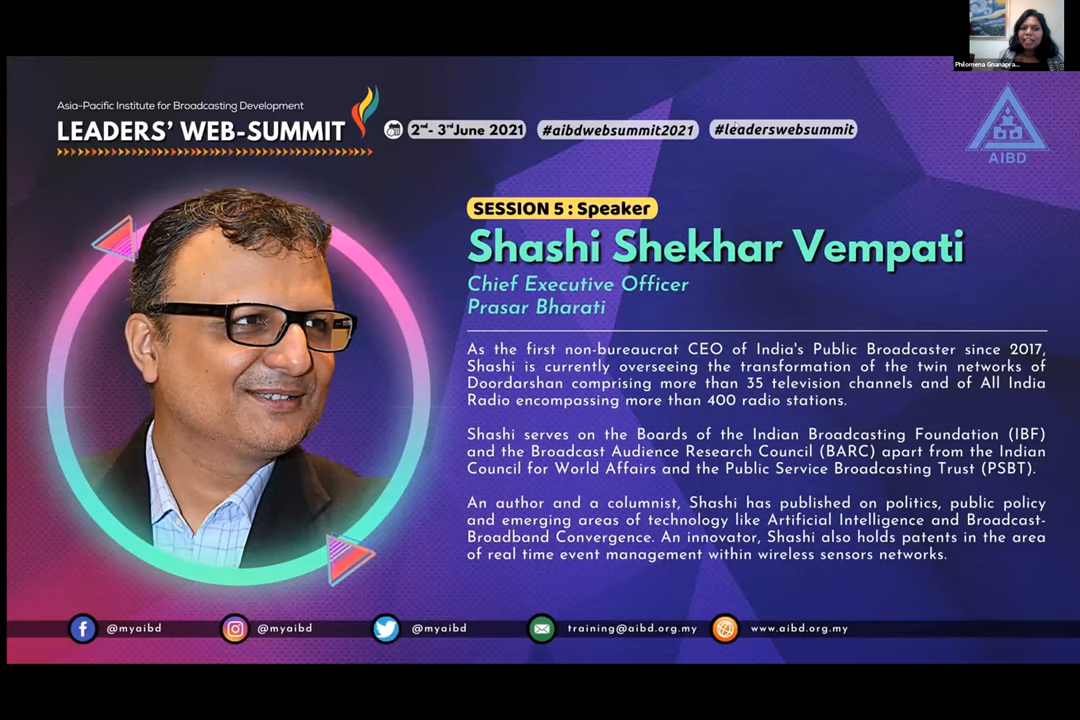 Philomena Gnanapra...
Asia-Pacific Institute for Broadcasting Development
LEADERS' WEB-SUMMIT
2nd- 3rd June 2021
#aibdwebsummit2021
#leaderswebsummit
AIBD
SESSION 5 : Speaker
Shashi Shekhar Vempati
Chief Executive Officer
Prasar Bharati
As the first non-bureaucrat CEO of India's Public Broadcaster since 2017,
Shashi is currently overseeing the transformation of the twin networks of
Doordarshan comprising more than 35 television channels and of All India
Radio encompassing more than 400 radio stations.
Shashi serves on the Boards of the Indian Broadcasting Foundation (IBF)
and the Broadcast Audience Research Council (BARC) apart from the Indian
Council for World Affairs and the Public Service Broadcasting Trust (PSBT).
An author and a columnist, Shashi has published on politics, public policy
and emerging areas of technology like Artificial Intelligence and Broadcast-
Broadband Convergence. An innovator, Shashi also holds patents in the area
of real time event management within wireless sensors networks.
@myaibd
@myaibd
@myaibd
training@aibd.org.my
www.aibd.org.my